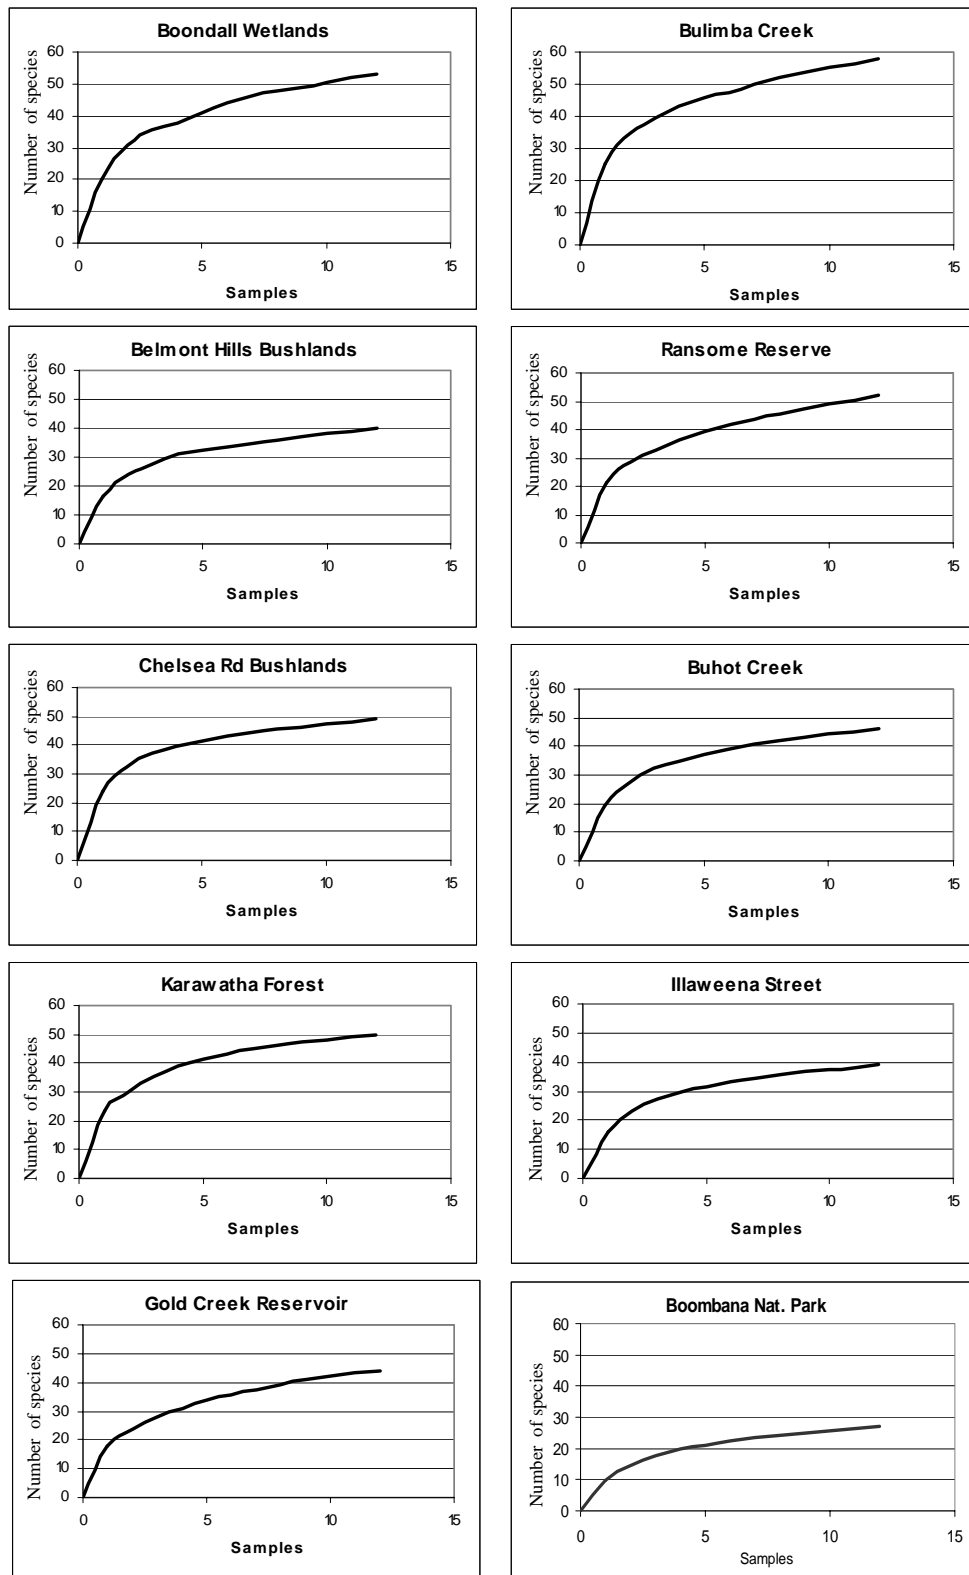 Boondall Wetlands
Number of species
60
50
40
30
20
10
0
0 5 10 15
Samples
Bulimba Creek
Number of species
60
50
40
30
20
10
0
0 5 10 15
Samples
Belmont Hills Bushlands
Number of species
60
50
40
30
20
10
0
0 5 10 15
Samples
Ransome Reserve
Number of species
60
50
40
30
20
10
0
0 5 10 15
Samples
Chelsea Rd Bushlands
Number of species
60
50
40
30
20
10
0
0 5 10 15
Samples
Buhot Creek
Number of species
60
50
40
30
20
10
0
0 5 10 15
Samples
Karawatha Forest
Number of species
60
50
40
30
20
10
0
0 5 10 15
Samples
Illaweena Street
Number of species
60
50
40
30
20
10
0
0 5 10 15
Samples
Gold Creek Reservoir
Number of species
60
50
40
30
20
10
0
0 5 10 15
Samples
Boombana Nat. Park
Number of species
60
50
40
30
20
10
0
0 5 10 15
Samples